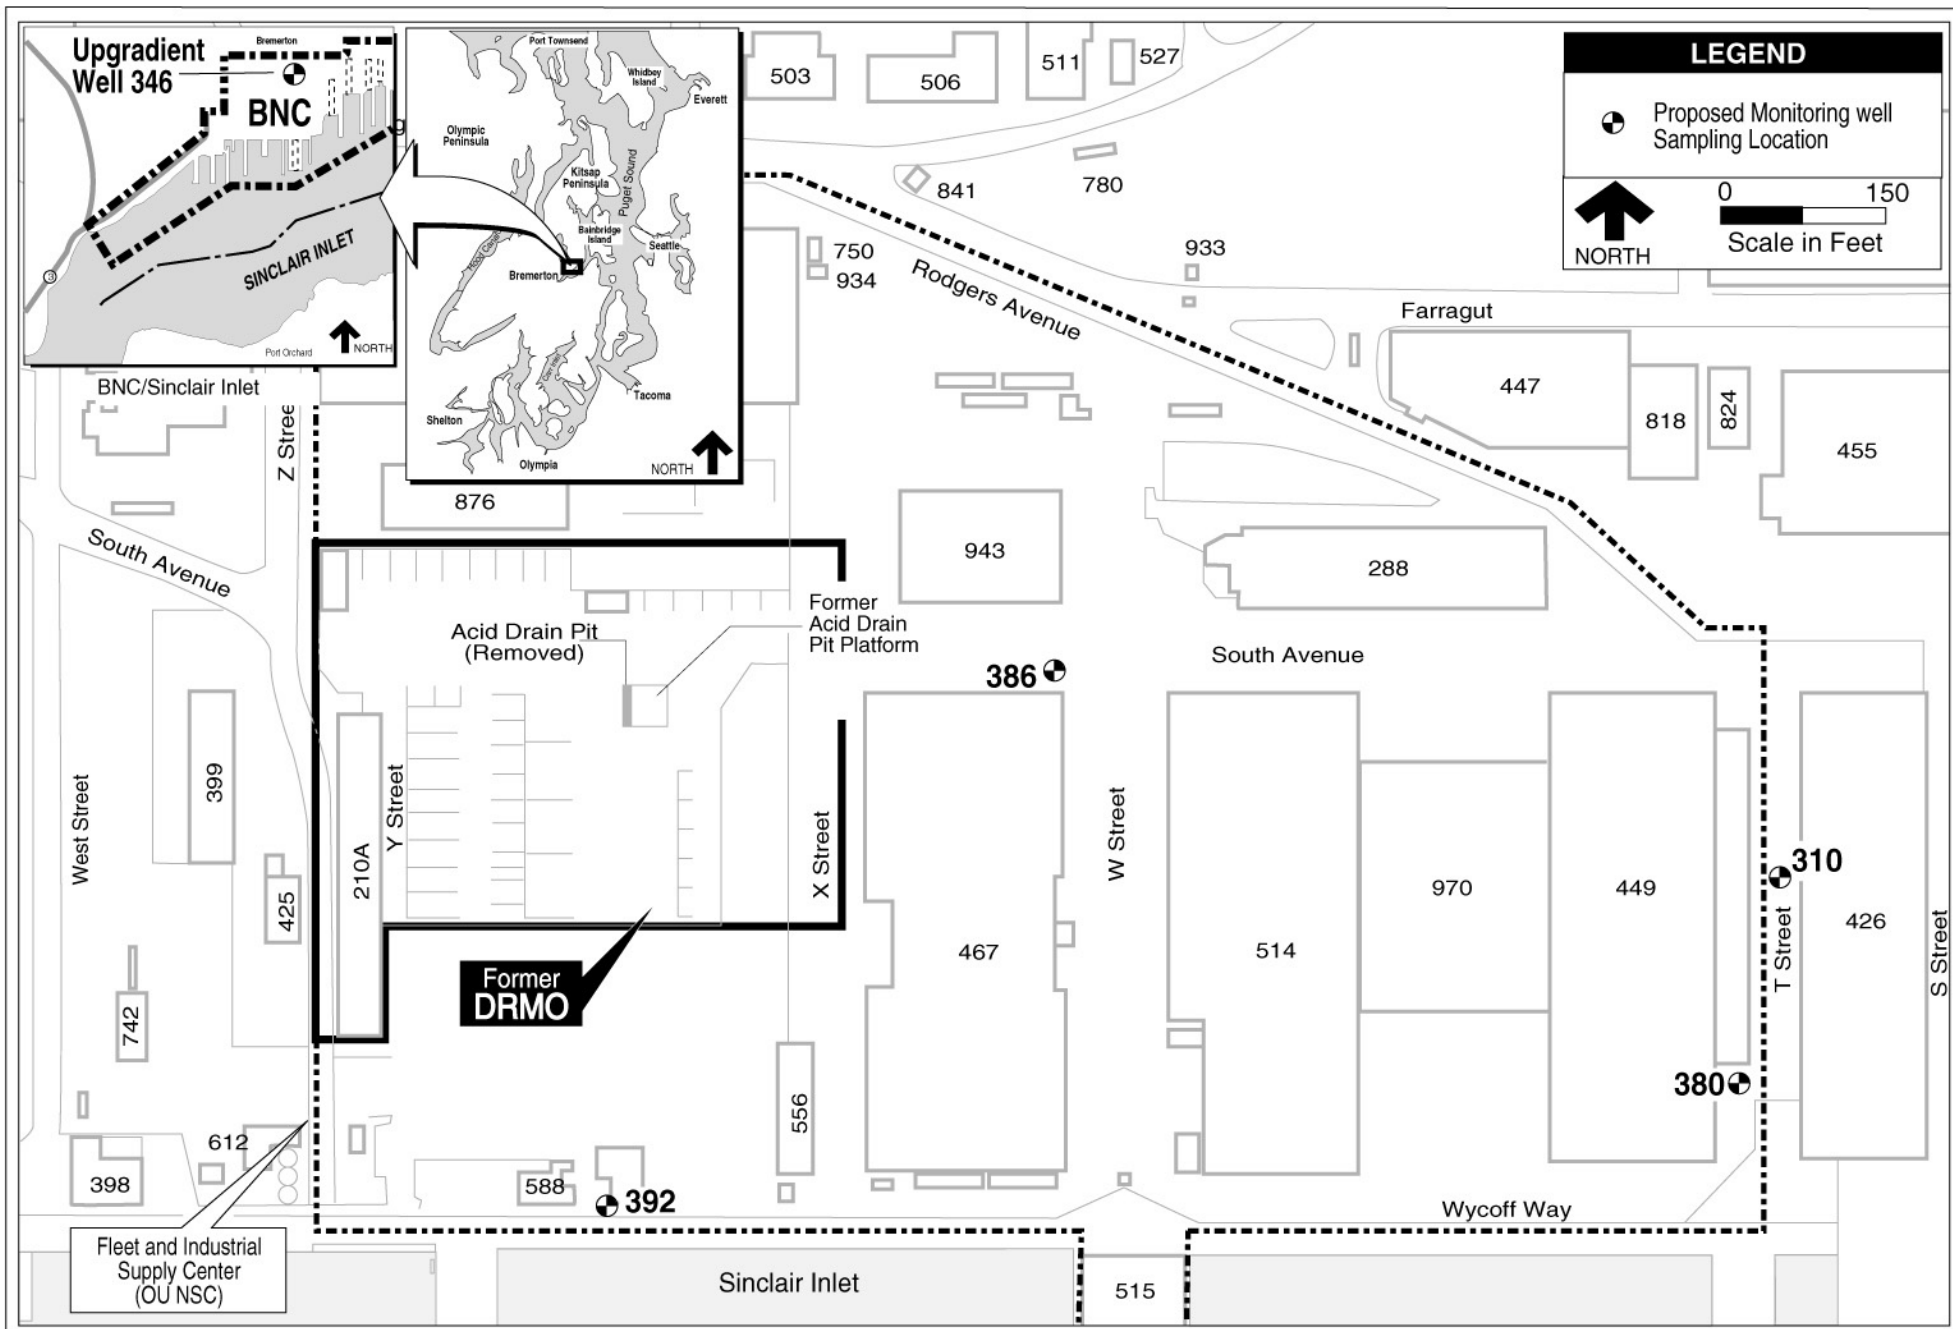 Upgradient
Well 346
Bremerton
BNC
SINCLAIR INLET
3
Port Orchard
NORTH
BNC/Sinclair Inlet
Port Townsend
Whidbey
Island
Everett
Olympic
Peninsula
Kitsap
Peninsula
Puget Sound
Bainbridge
Island
Seattle
Hood Canal
Bremerton
Carr Inlet
Tacoma
Shelton
Olympia
NORTH
503
506
511
527
LEGEND
Proposed Monitoring well
Sampling Location
0 150
Scale in Feet
NORTH
841
780
750
934
933
Rodgers Avenue
Farragut
447
818
824
455
Z Stree
876
943
288
South Avenue
South Avenue
Acid Drain Pit
(Removed)
Former
Acid Drain
Pit Platform
386
West Street
399
425
210A
Y Street
X Street
W Street
467
514
970
449
310
T Street
426
S Street
Former
DRMO
742
556
380
612
398
588
392
Wycoff Way
Fleet and Industrial
Supply Center
(OU NSC)
Sinclair Inlet
515